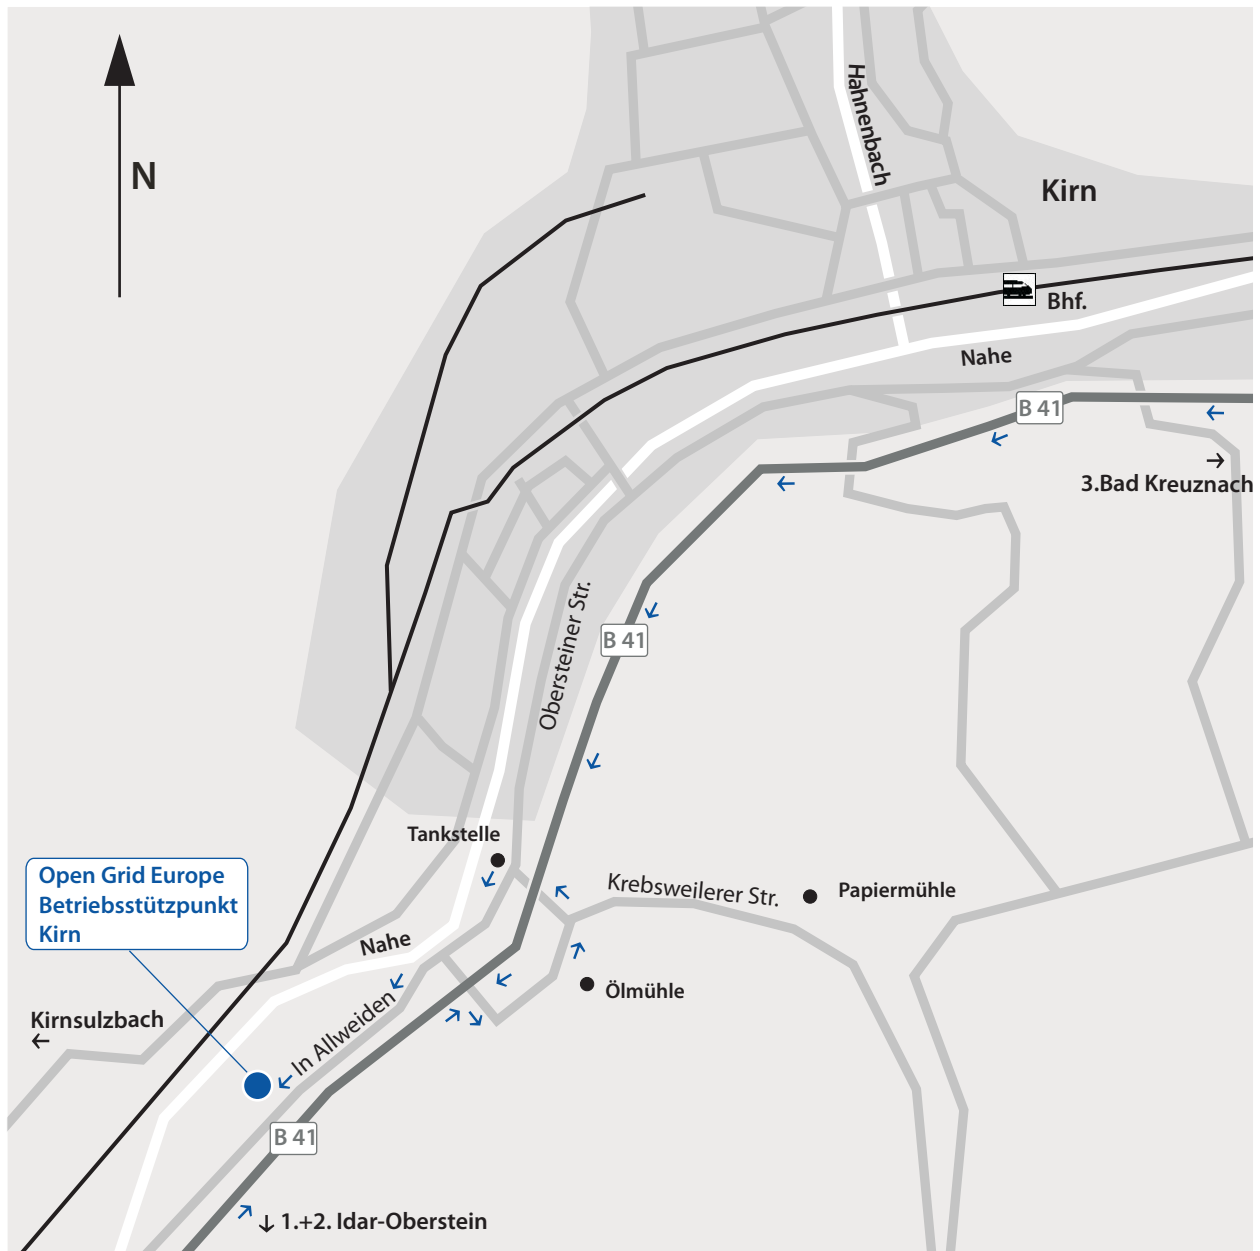 Hahnenbach
N
Kirn
Bhf.
Nahe
B 41
3.Bad Kreuznach
Obersteiner Str.
B 41
Tankstelle
Open Grid Europe
Betriebsstützpunkt
Kirn
Krebsweilerer Str.
Papiermühle
Nahe
Ölmühle
Kirnsulzbach
In Allweiden
B 41
1.+2. Idar-Oberstein